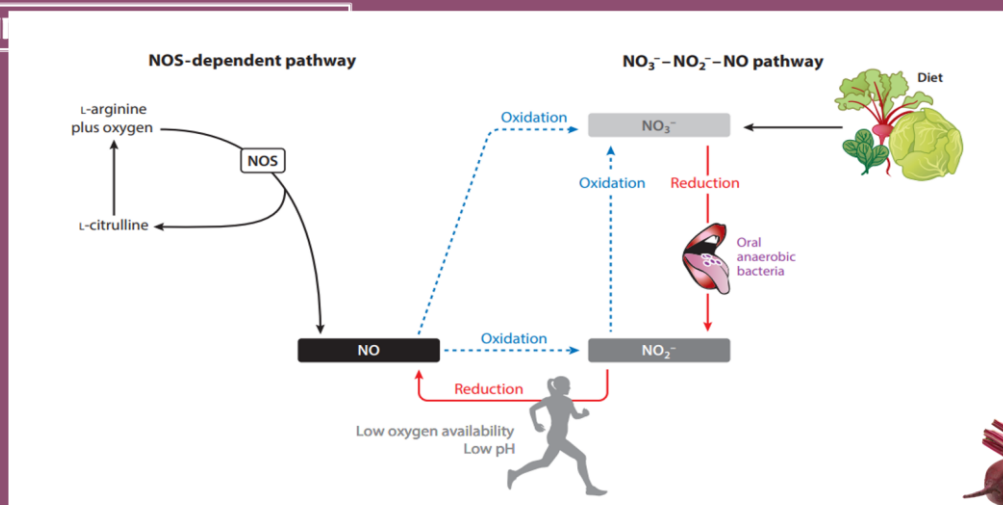 NOS-dependent pathway
NO₃⁻–NO₂⁻–NO pathway
Diet
L-arginine
plus oxygen
NOS
L-citrulline
Oxidation
NO₃⁻
Oxidation
Reduction
Oral
anaerobic
bacteria
NO
Oxidation
NO₂⁻
Reduction
Low oxygen availability
Low pH